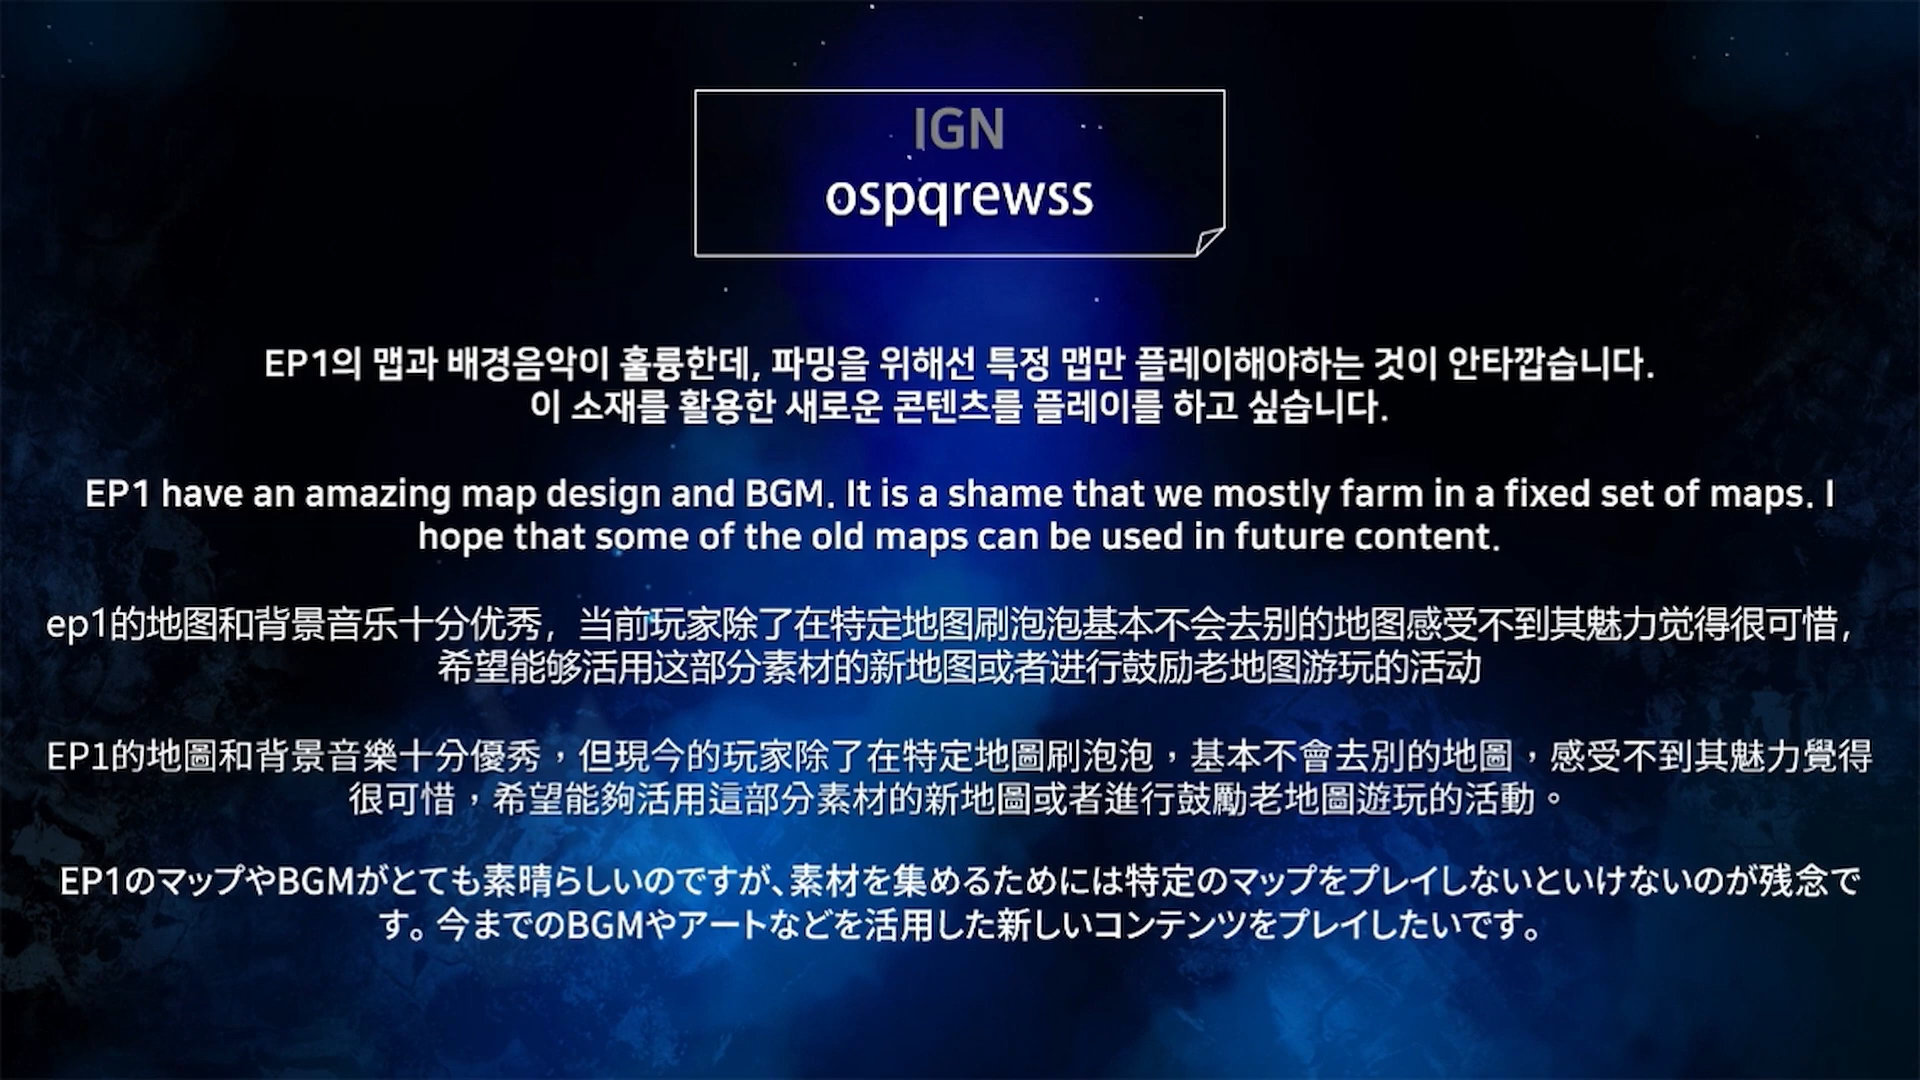 IGN
ospqrewss
EP1의 맵과 배경음악이 훌륭한데, 파밍을 위해선 특정 맵만 플레이해야하는 것이 안타깝습니다.
이 소재를 활용한 새로운 콘텐츠를 플레이를 하고 싶습니다.
EP1 have an amazing map design and BGM. It is a shame that we mostly farm in a fixed set of maps. I
hope that some of the old maps can be used in future content.
ep1的地图和背景音乐十分优秀，当前玩家除了在特定地图刷泡泡基本不会去别的地图感受不到其魅力觉得很可惜，
希望能够活用这部分素材的新地图或者进行鼓励老地图游玩的活动
EP1的地圖和背景音樂十分優秀，但現今的玩家除了在特定地圖刷泡泡，基本不會去別的地圖，感受不到其魅力覺得
很可惜，希望能夠活用這部分素材的新地圖或者進行鼓勵老地圖遊玩的活動。
EP1のマップやBGMがとても素晴らしいのですが、素材を集めるためには特定のマップをプレイしないといけないのが残念で
す。今までのBGMやアートなどを活用した新しいコンテンツをプレイしたいです。